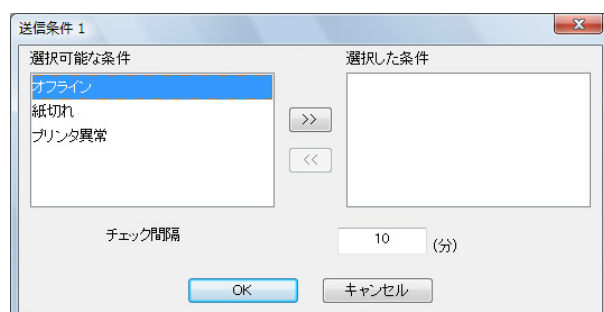 送信条件 1
選択可能な条件
選択した条件
オフライン
紙切れ
プリンタ異常
>>
<<
チェック間隔
10
(分)
OK
キャンセル